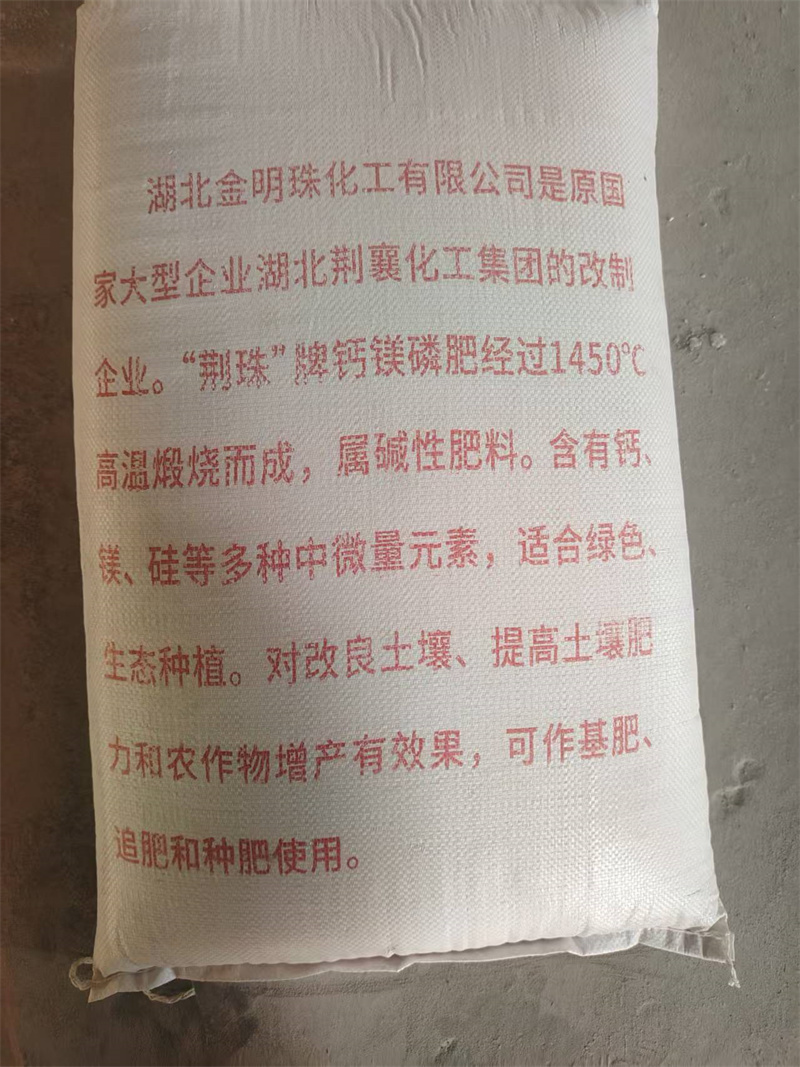 湖北金明珠化工有限公司是原国
家大型企业湖北荆襄化工集团的改制
企业。“荆珠”牌钙镁磷肥经过1450℃
高温煅烧而成，属碱性肥料。含有钙、
镁、硅等多种中微量元素，适合绿色、
生态种植。对改良土壤、提高土壤肥
力和农作物增产有效果，可作基肥、
追肥和种肥使用。